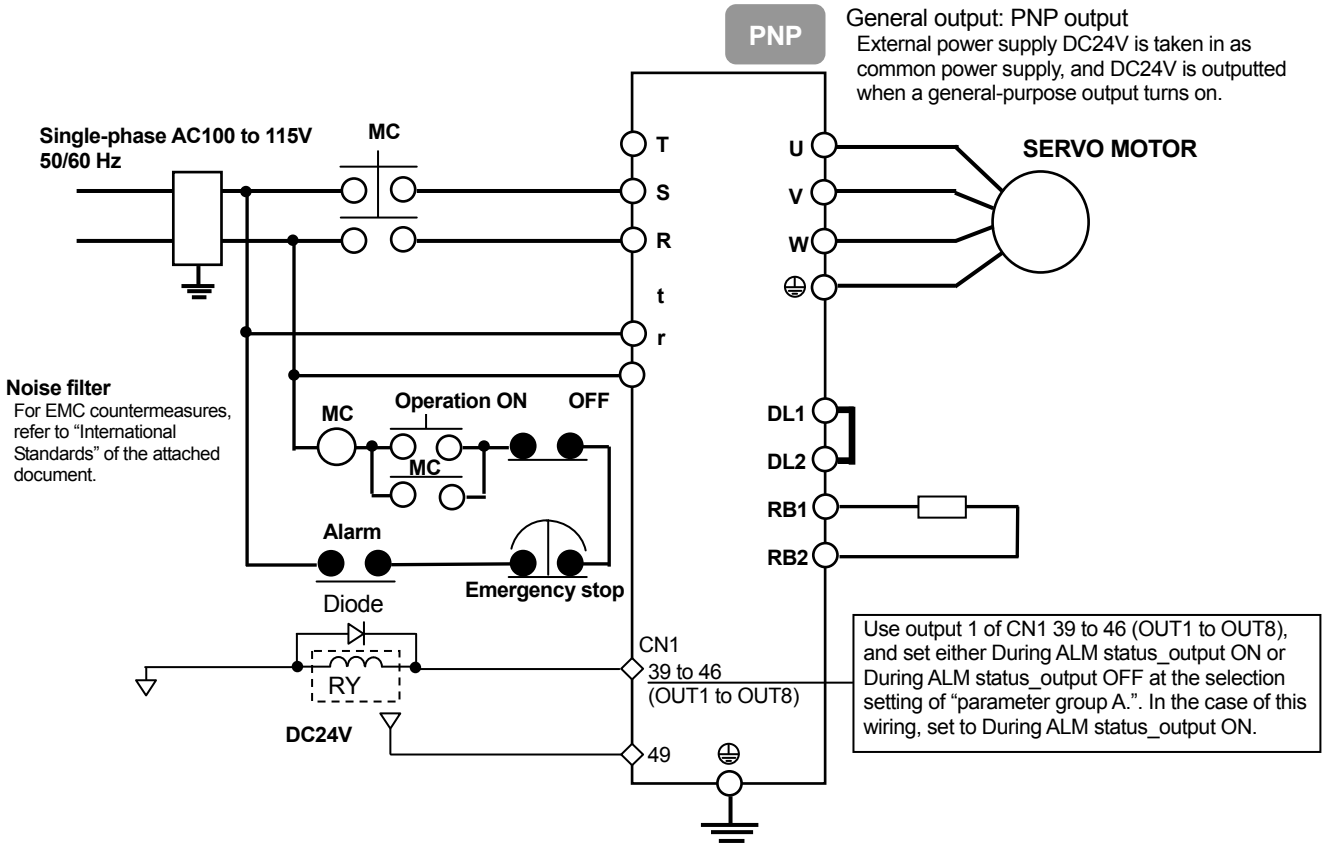 PNP
General output: PNP output
External power supply DC24V is taken in as
common power supply, and DC24V is outputted
when a general-purpose output turns on.
Single-phase AC100 to 115V
50/60 Hz
MC
T
S
R
t
r
U
V
W
SERVO MOTOR
Noise filter
For EMC countermeasures,
refer to “International
Standards” of the attached
document.
MC
Operation ON
OFF
MC
Alarm
Emergency stop
DL1
DL2
RB1
RB2
Diode
RY
DC24V
CN1
39 to 46
(OUT1 to OUT8)
49
Use output 1 of CN1 39 to 46 (OUT1 to OUT8),
and set either During ALM status_output ON or
During ALM status_output OFF at the selection
setting of “parameter group A.”. In the case of this
wiring, set to During ALM status_output ON.